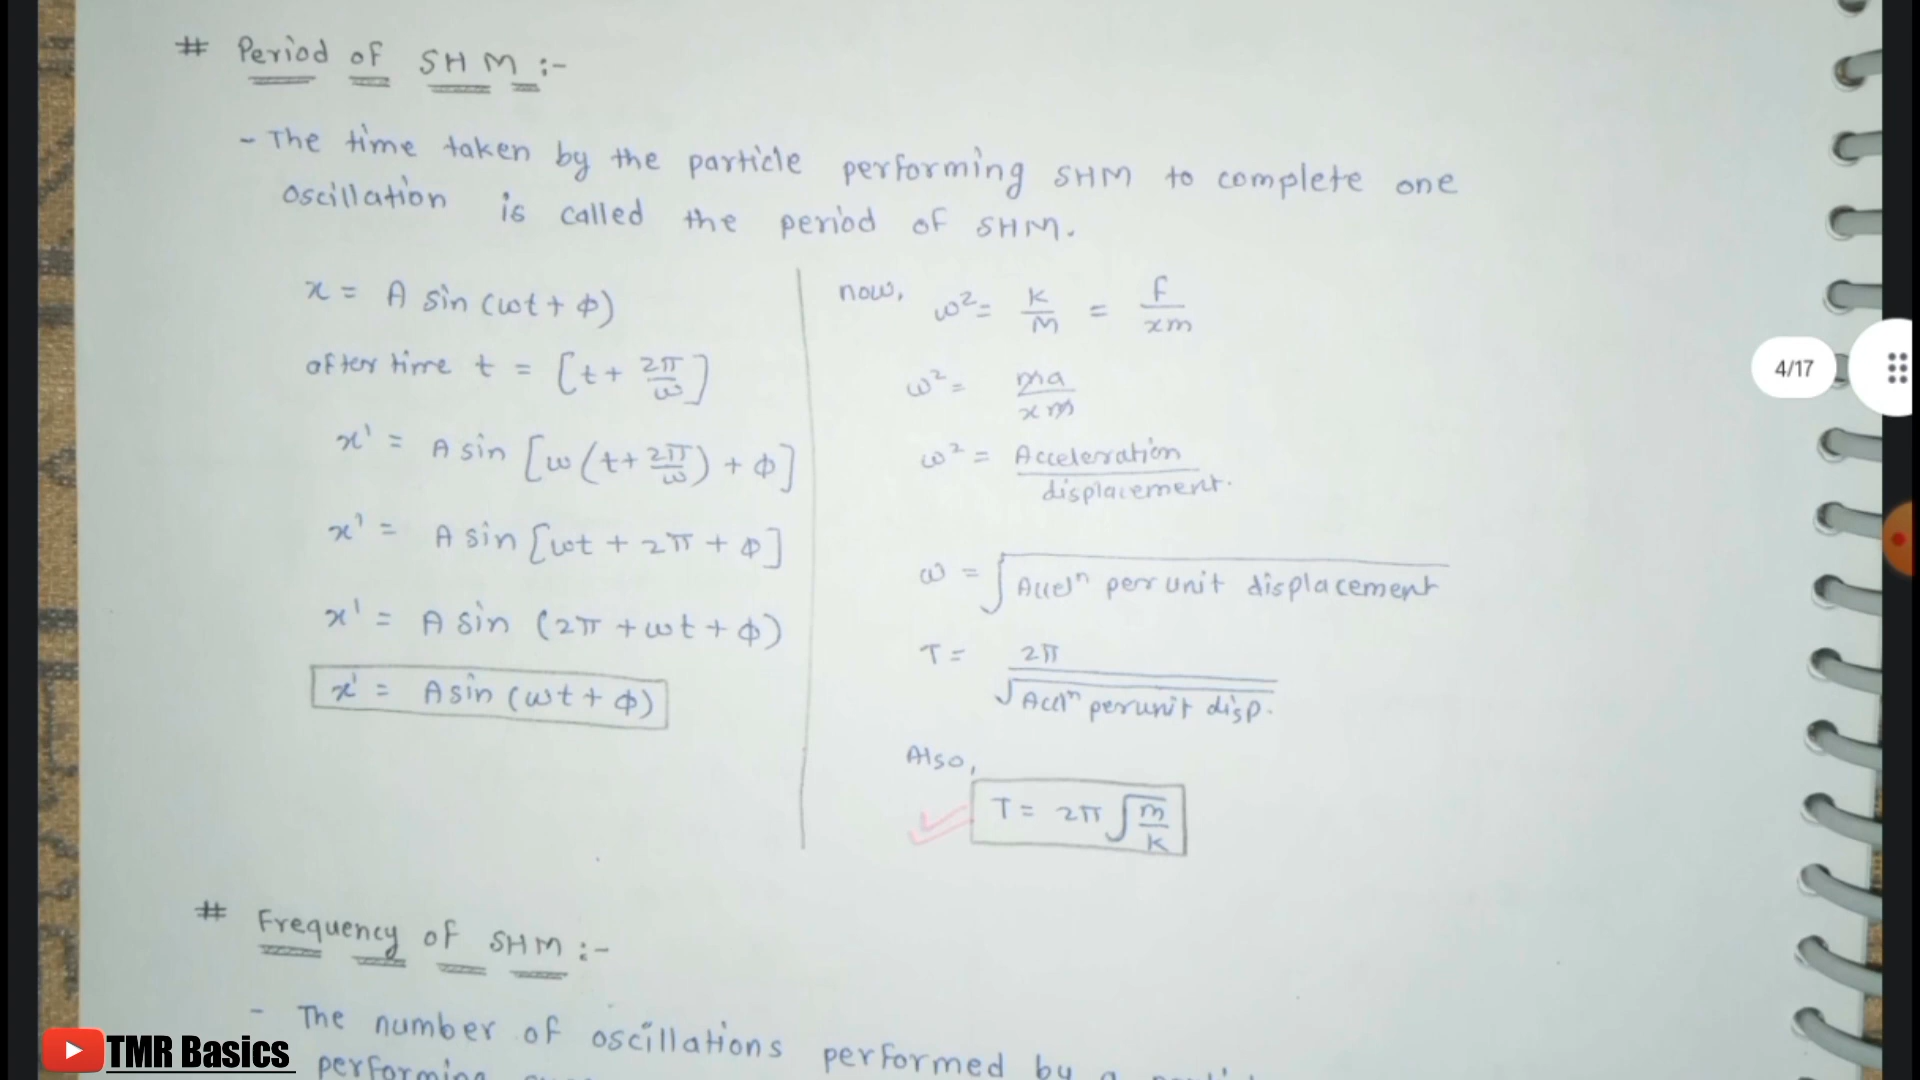 # Period of SHM :-
- The time taken by the particle performing SHM to complete one
oscillation is called the period of SHM.
x = A sin (ωt + φ)
after time t = [t + 2π/ω]
x' = A sin [ω (t + 2π/ω) + φ]
x' = A sin [ωt + 2π + φ]
x' = A sin (2π + ωt + φ)
x' = A sin (ωt + φ)
now, ω² = k/M = f/xm
ω² = ma/xm
ω² = Acceleration/displacement.
ω = √Accelⁿ per unit displacement
T = 2π/√Acclⁿ per unit disp.
Also,
T = 2π √m/k
4/17
# Frequency of SHM :-
- The number of oscillations performed by a
performing
TMR Basics